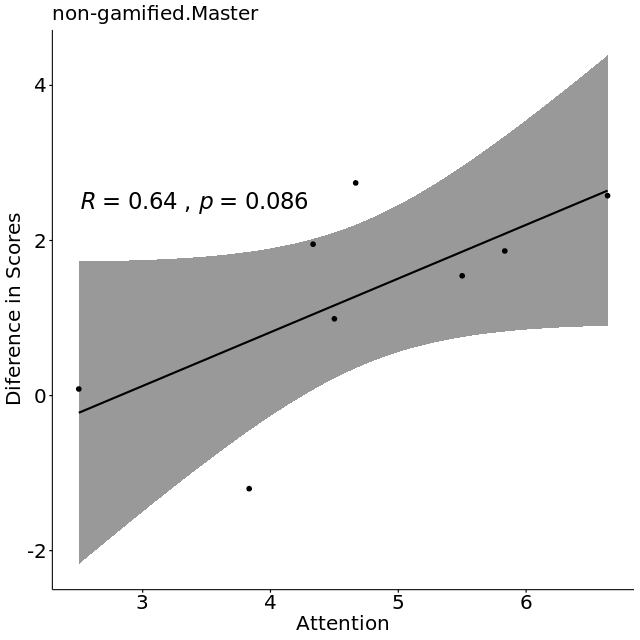 non-gamified.Master
4
R = 0.64 , p = 0.086
2
0
-2
Diference in Scores
3 4 5 6
Attention